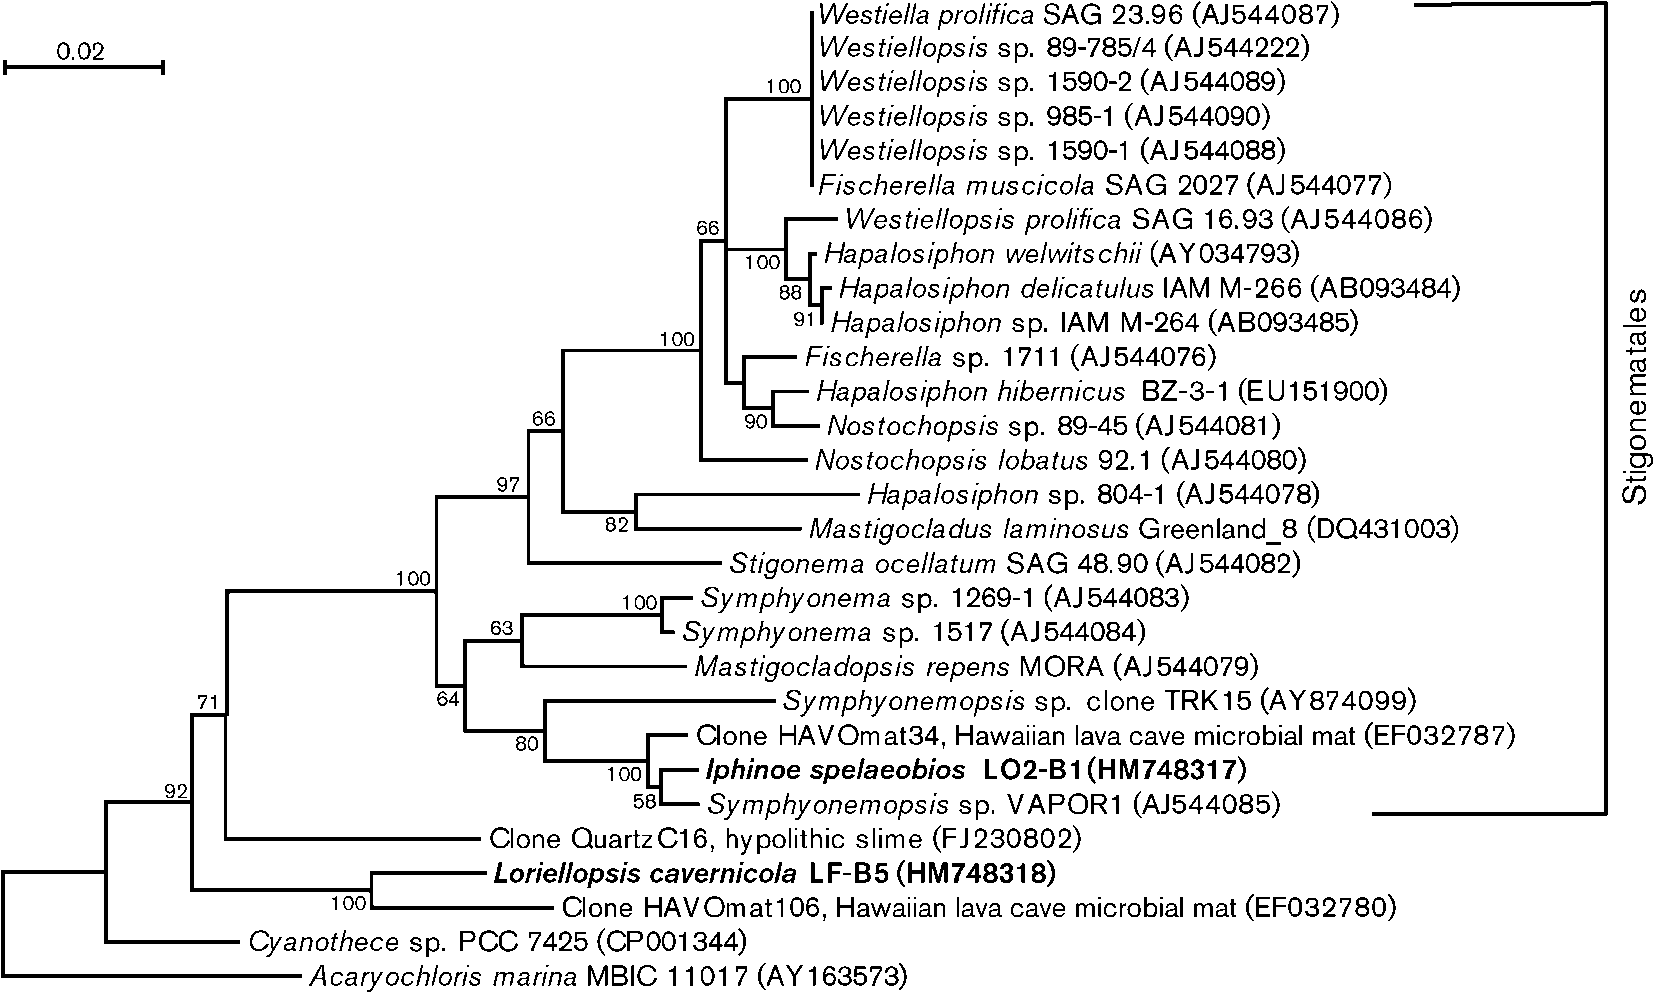 0.02
Westiella prolifica SAG 23.96 (AJ544087)
Westiellopsis sp. 89-785/4 (AJ544222)
100
Westiellopsis sp. 1590-2 (AJ544089)
Westiellopsis sp. 985-1 (AJ544090)
Westiellopsis sp. 1590-1 (AJ544088)
Fischerella muscicola SAG 2027 (AJ544077)
Westiellopsis prolifica SAG 16.93 (AJ544086)
66
Hapalosiphon welwitschii (AY034793)
100
Hapalosiphon delicatulus IAM M-266 (AB093484)
88
Hapalosiphon sp. IAM M-264 (AB093485)
91
100
Fischerella sp. 1711 (AJ544076)
Hapalosiphon hibernicus BZ-3-1 (EU151900)
90
Nostochopsis sp. 89-45 (AJ544081)
66
Nostochopsis lobatus 92.1 (AJ544080)
97
Hapalosiphon sp. 804-1 (AJ544078)
82
Mastigocladus laminosus Greenland_8 (DQ431003)
Stigonema ocellatum SAG 48.90 (AJ544082)
100
Symphyonema sp. 1269-1 (AJ544083)
100
63
Symphyonema sp. 1517 (AJ544084)
Mastigocladopsis repens MORA (AJ544079)
64
71
Symphyonemopsis sp. clone TRK15 (AY874099)
80
Clone HAVOmat34, Hawaiian lava cave microbial mat (EF032787)
100
Iphinoe spelaeobios LO2-B1(HM748317)
58
Symphyonemopsis sp. VAPOR1 (AJ544085)
92
Clone QuartzC16, hypolithic slime (FJ230802)
Loriellopsis cavernicola LF-B5 (HM748318)
100
Clone HAVOmat106, Hawaiian lava cave microbial mat (EF032780)
Cyanothece sp. PCC 7425 (CP001344)
Acaryochloris marina MBIC 11017 (AY163573)
Stigonematales